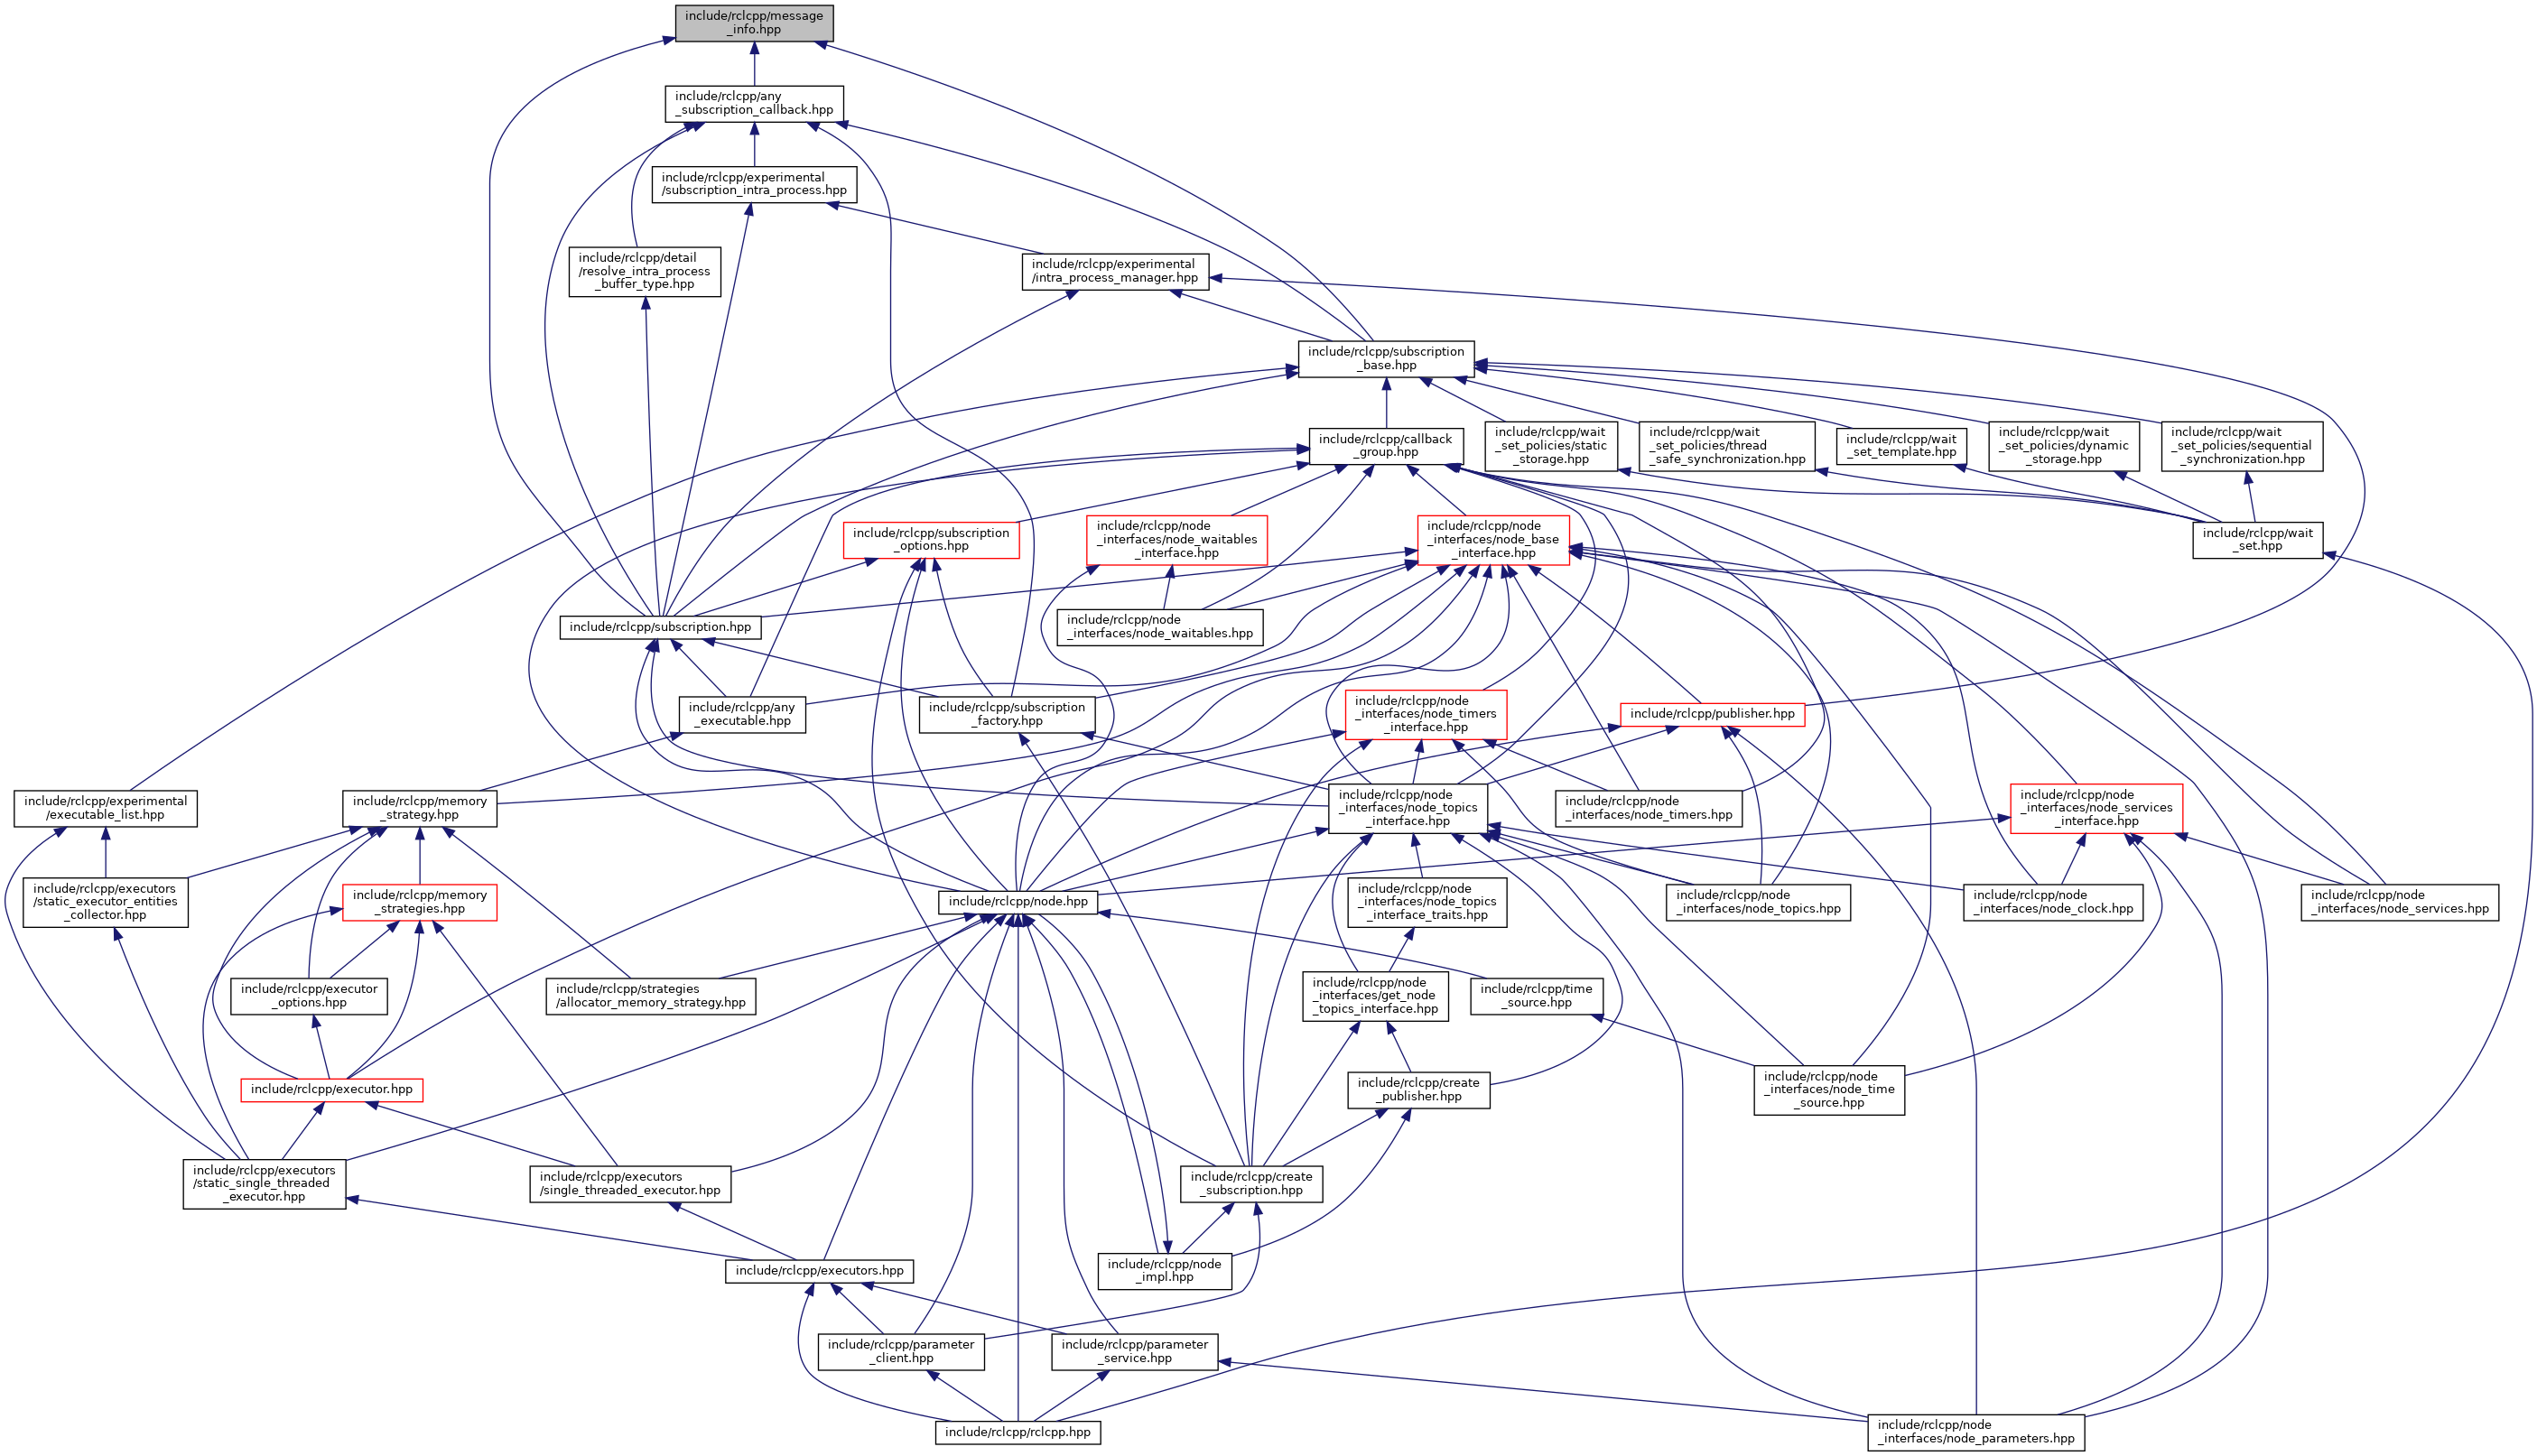 include/rclcpp/message
_info.hpp
include/rclcpp/any
_subscription_callback.hpp
include/rclcpp/experimental
/subscription_intra_process.hpp
include/rclcpp/detail
/resolve_intra_process
_buffer_type.hpp
include/rclcpp/experimental
/intra_process_manager.hpp
include/rclcpp/subscription
_base.hpp
include/rclcpp/callback
_group.hpp
include/rclcpp/wait
_set_policies/static
_storage.hpp
include/rclcpp/wait
_set_policies/thread
_safe_synchronization.hpp
include/rclcpp/wait
_set_template.hpp
include/rclcpp/wait
_set_policies/dynamic
_storage.hpp
include/rclcpp/wait
_set_policies/sequential
_synchronization.hpp
include/rclcpp/subscription
_options.hpp
include/rclcpp/node
_interfaces/node_waitables
_interface.hpp
include/rclcpp/node
_interfaces/node_base
_interface.hpp
include/rclcpp/wait
_set.hpp
include/rclcpp/subscription.hpp
include/rclcpp/node
_interfaces/node_waitables.hpp
include/rclcpp/any
_executable.hpp
include/rclcpp/subscription
_factory.hpp
include/rclcpp/node
_interfaces/node_timers
_interface.hpp
include/rclcpp/publisher.hpp
include/rclcpp/experimental
/executable_list.hpp
include/rclcpp/memory
_strategy.hpp
include/rclcpp/node
_interfaces/node_topics
_interface.hpp
include/rclcpp/node
_interfaces/node_timers.hpp
include/rclcpp/node
_interfaces/node_services
_interface.hpp
include/rclcpp/executors
/static_executor_entities
_collector.hpp
include/rclcpp/memory
_strategies.hpp
include/rclcpp/node.hpp
include/rclcpp/node
_interfaces/node_topics
_interface_traits.hpp
include/rclcpp/node
_interfaces/node_topics.hpp
include/rclcpp/node
_interfaces/node_clock.hpp
include/rclcpp/node
_interfaces/node_services.hpp
include/rclcpp/executor
_options.hpp
include/rclcpp/strategies
/allocator_memory_strategy.hpp
include/rclcpp/node
_interfaces/get_node
_topics_interface.hpp
include/rclcpp/time
_source.hpp
include/rclcpp/executor.hpp
include/rclcpp/create
_publisher.hpp
include/rclcpp/node
_interfaces/node_time
_source.hpp
include/rclcpp/executors
/static_single_threaded
_executor.hpp
include/rclcpp/executors
/single_threaded_executor.hpp
include/rclcpp/create
_subscription.hpp
include/rclcpp/executors.hpp
include/rclcpp/node
_impl.hpp
include/rclcpp/parameter
_client.hpp
include/rclcpp/parameter
_service.hpp
include/rclcpp/rclcpp.hpp
include/rclcpp/node
_interfaces/node_parameters.hpp